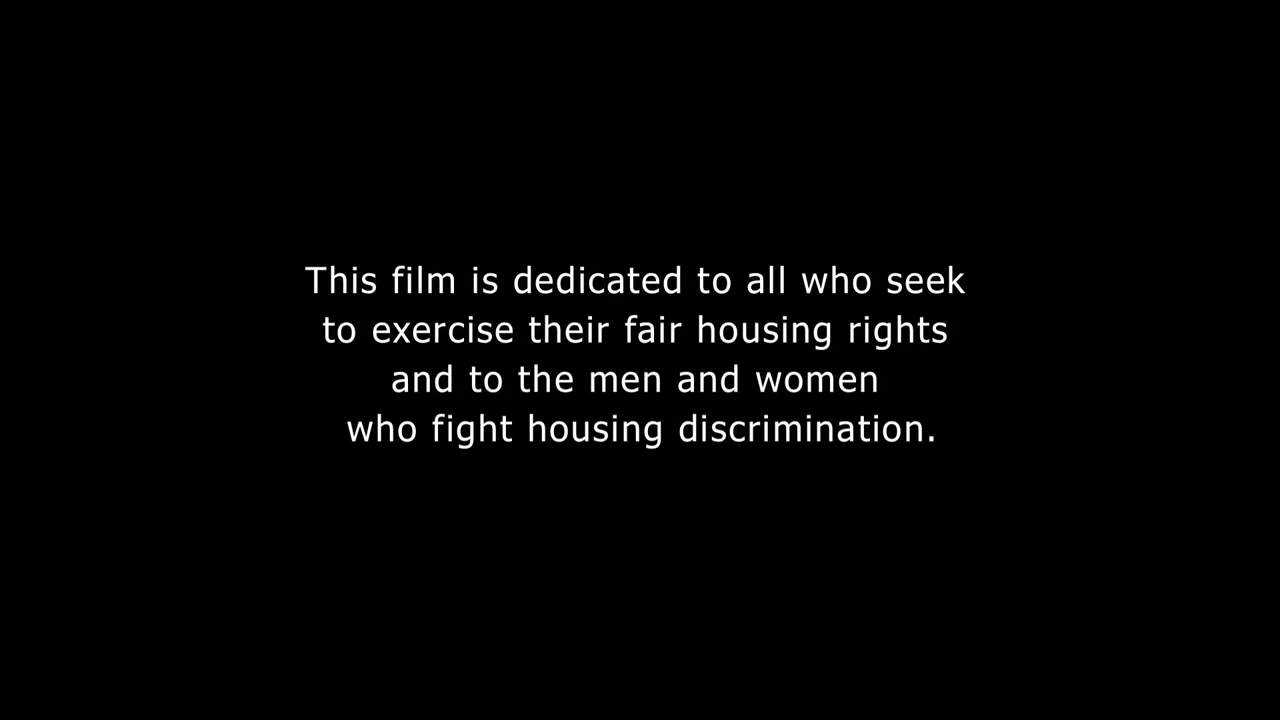 This film is dedicated to all who seek
to exercise their fair housing rights
and to the men and women
who fight housing discrimination.